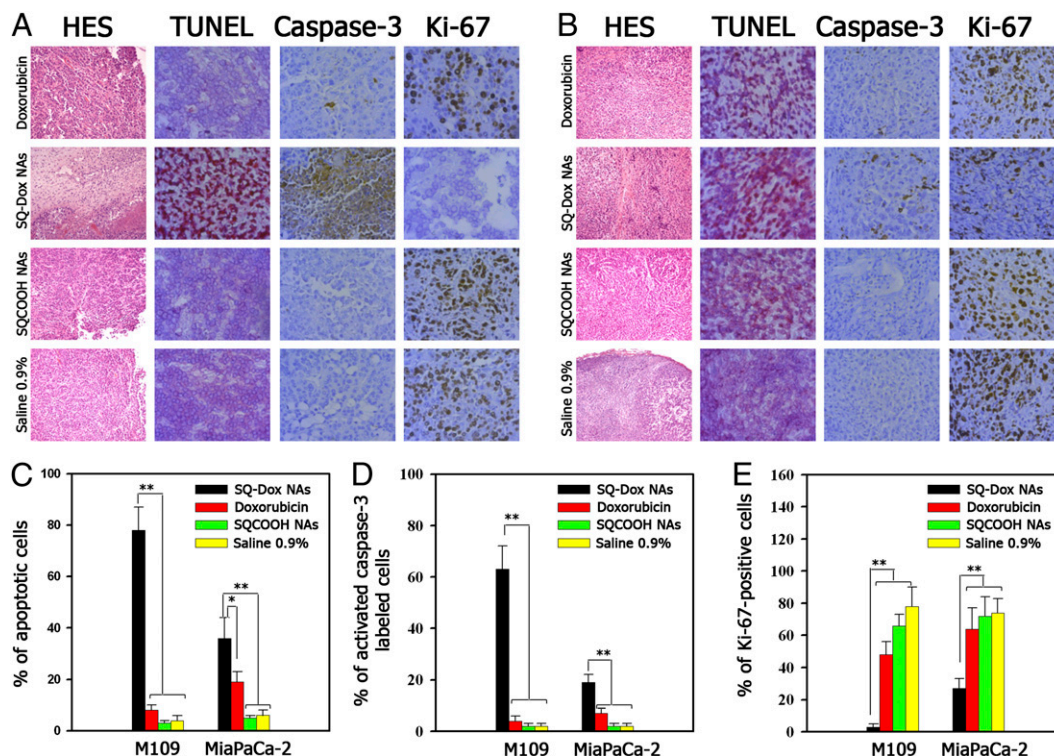 A
HES TUNEL Caspase-3 Ki-67
Doxorubicin
SQ-Dox NAs
SQCOOH NAs
Saline 0.9%
B
HES TUNEL Caspase-3 Ki-67
Doxorubicin
SQ-Dox NAs
SQCOOH NAs
Saline 0.9%
C
% of apoptotic cells
100
80
60
40
20
0
**
**
*
SQ-Dox NAs
Doxorubicin
SQCOOH NAs
Saline 0.9%
M109 MiaPaCa-2
D
% of activated caspase-3
labeled cells
100
80
60
40
20
0
**
**
SQ-Dox NAs
Doxorubicin
SQCOOH NAs
Saline 0.9%
M109 MiaPaCa-2
E
% of Ki-67-positive cells
160
140
120
100
80
60
40
20
0
**
**
SQ-Dox NAs
Doxorubicin
SQCOOH NAs
Saline 0.9%
M109 MiaPaCa-2